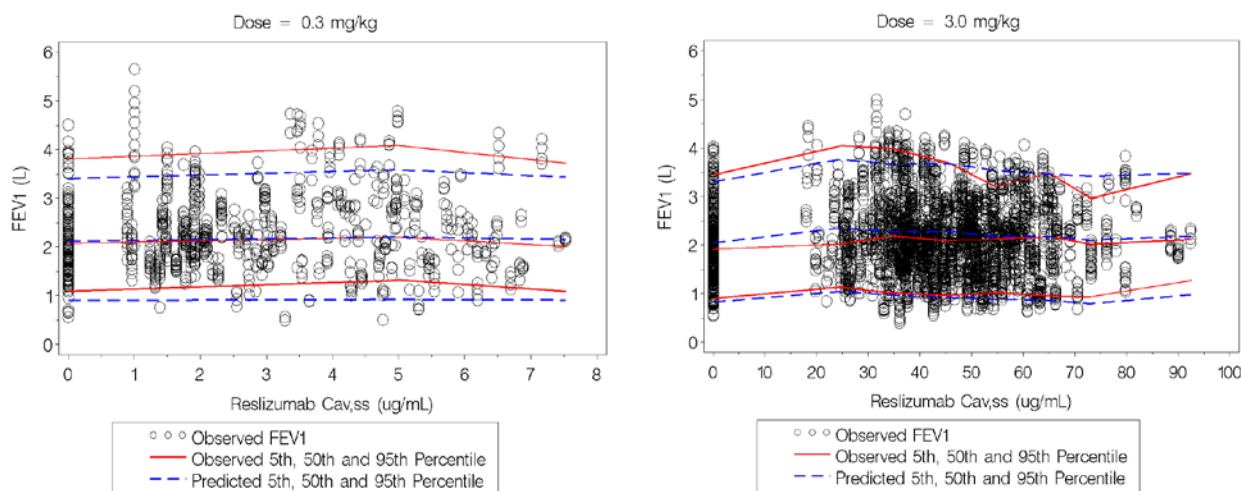 Dose = 0.3 mg/kg
6
5
4
3
2
1
0
FEV1 (L)
0 1 2 3 4 5 6 7 8
Reslizumab Cav,ss (ug/mL)
Observed FEV1
Observed 5th, 50th and 95th Percentile
Predicted 5th, 50th and 95th Percentile
Dose = 3.0 mg/kg
6
5
4
3
2
1
0
FEV1 (L)
0 10 20 30 40 50 60 70 80 90 100
Reslizumab Cav,ss (ug/mL)
Observed FEV1
Observed 5th, 50th and 95th Percentile
Predicted 5th, 50th and 95th Percentile